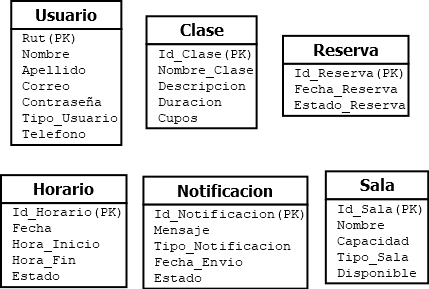 Usuario
Rut(PK)
Nombre
Apellido
Correo
Contraseña
Tipo_Usuario
Telefono
Clase
Id_Clase(PK)
Nombre_Clase
Descripcion
Duracion
Cupos
Reserva
Id_Reserva(PK)
Fecha_Reserva
Estado_Reserva
Horario
Id_Horario(PK)
Fecha
Hora_Inicio
Hora_Fin
Estado
Notificacion
Id_Notificacion(PK)
Mensaje
Tipo_Notificacion
Fecha_Envio
Estado
Sala
Id_Sala(PK)
Nombre
Capacidad
Tipo_Sala
Disponible